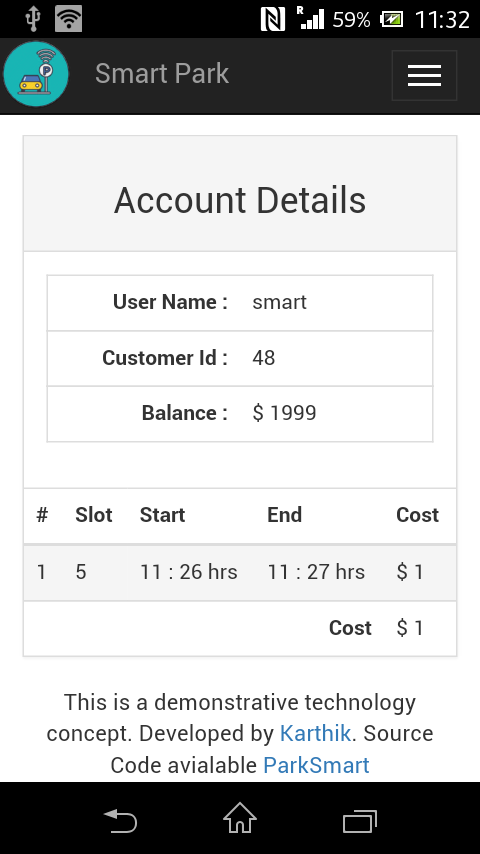 R 59% 11:32
P Smart Park
Account Details
User Name : smart
Customer Id : 48
Balance : $ 1999
# Slot Start End Cost
1 5 11 : 26 hrs 11 : 27 hrs $ 1
Cost $ 1
This is a demonstrative technology
concept. Developed by Karthik. Source
Code avialable ParkSmart